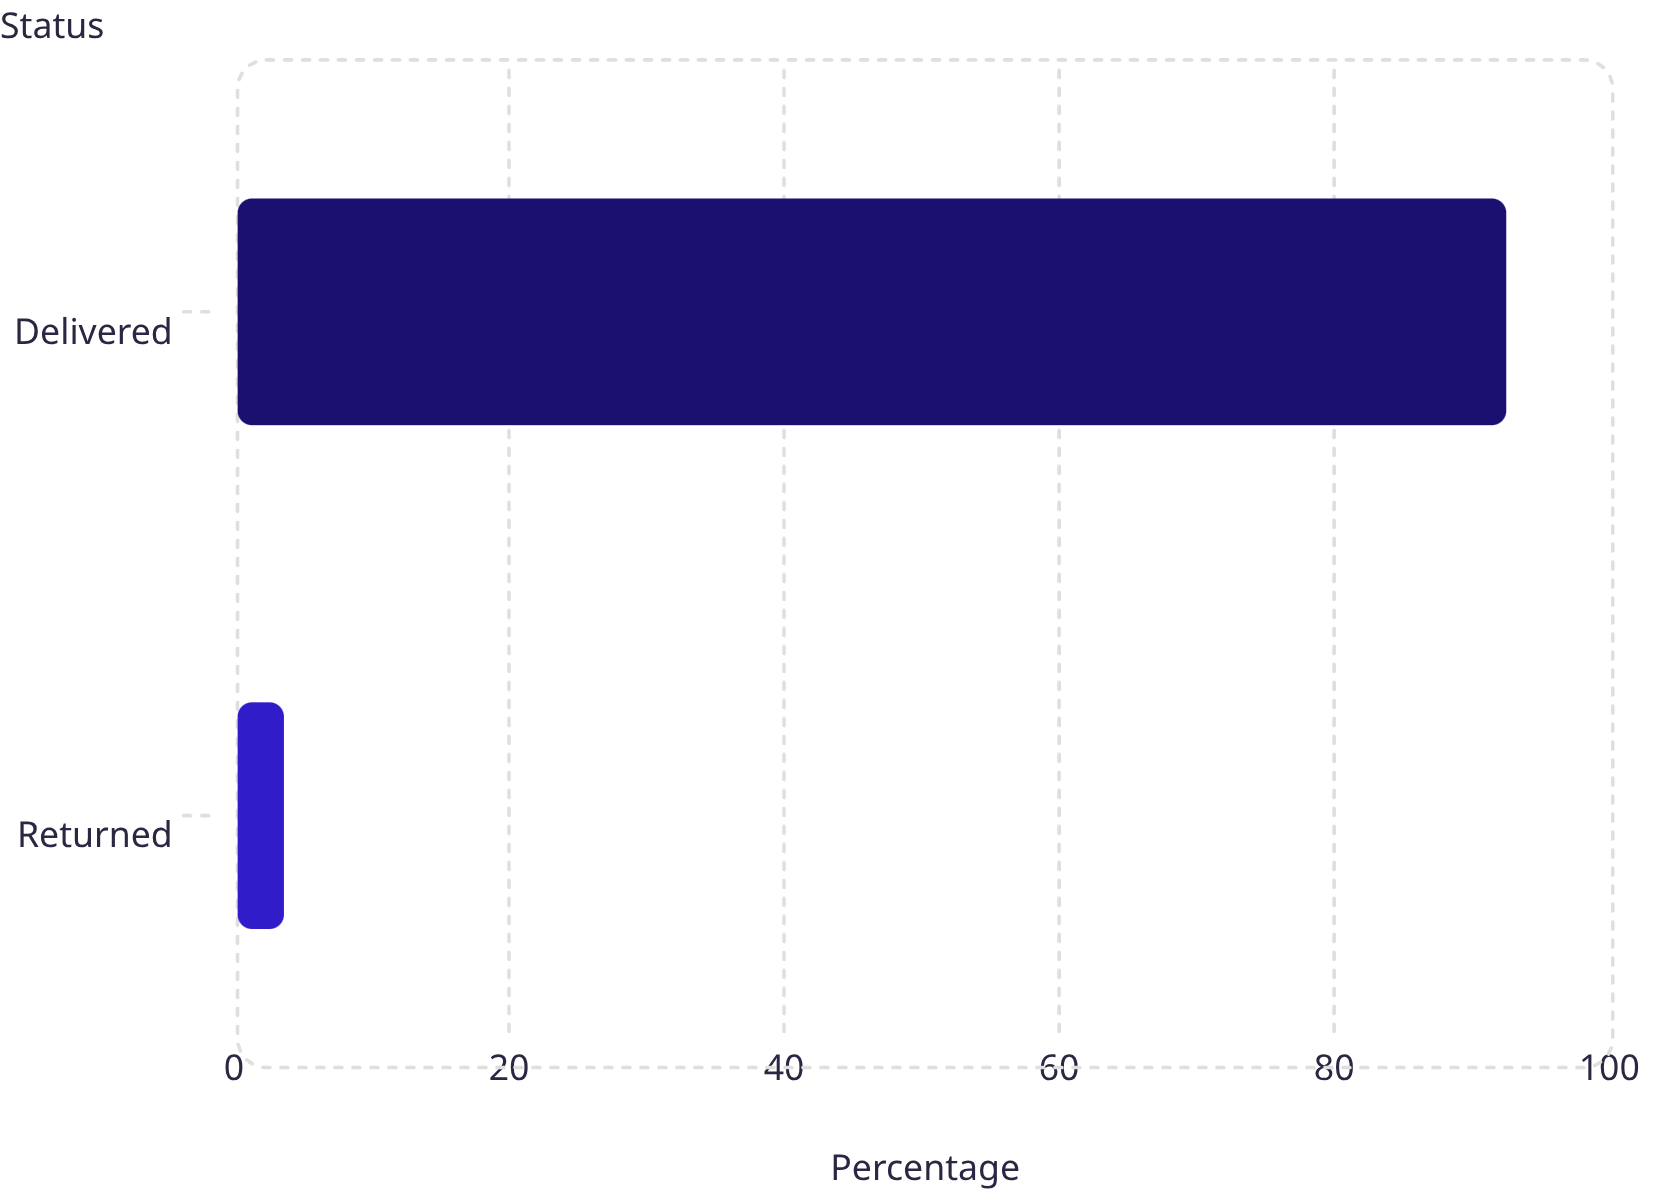 Status
Delivered
Returned
0 20 40 60 80 100
Percentage